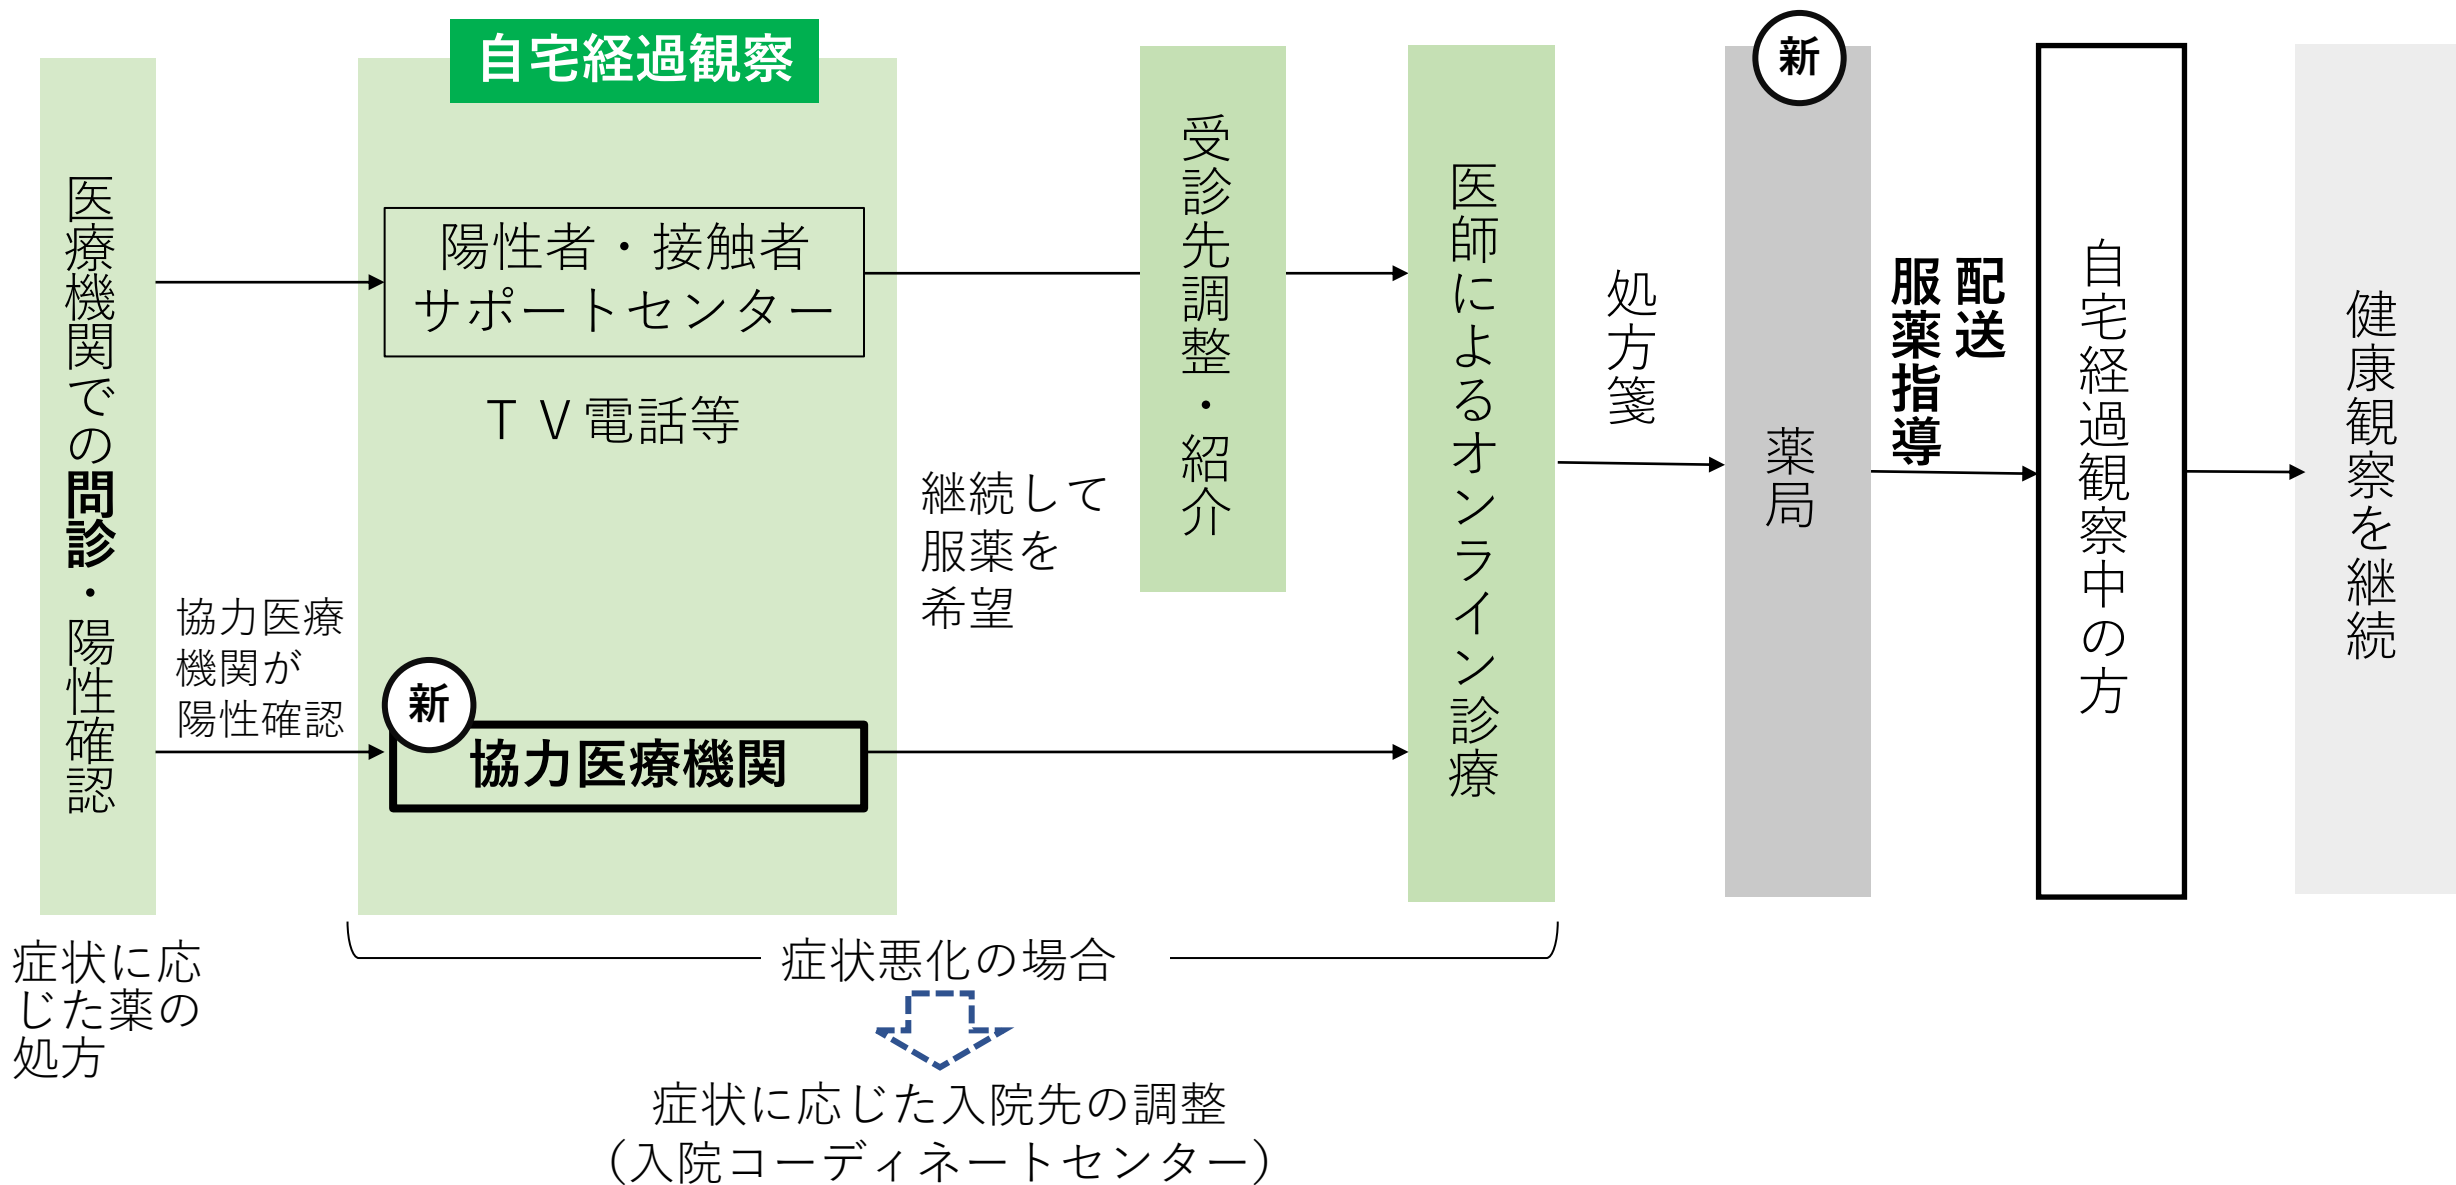 医療機関での問診・陽性確認
症状に応
じた薬の
処方
協力医療
機関が
陽性確認
自宅経過観察
陽性者・接触者
サポートセンター
ＴＶ電話等
新
協力医療機関
継続して
服薬を
希望
受診先調整・紹介
医師によるオンライン診療
処方箋
新
薬局
配送
服薬指導
自宅経過観察中の方
健康観察を継続
症状悪化の場合
症状に応じた入院先の調整
（入院コーディネートセンター）